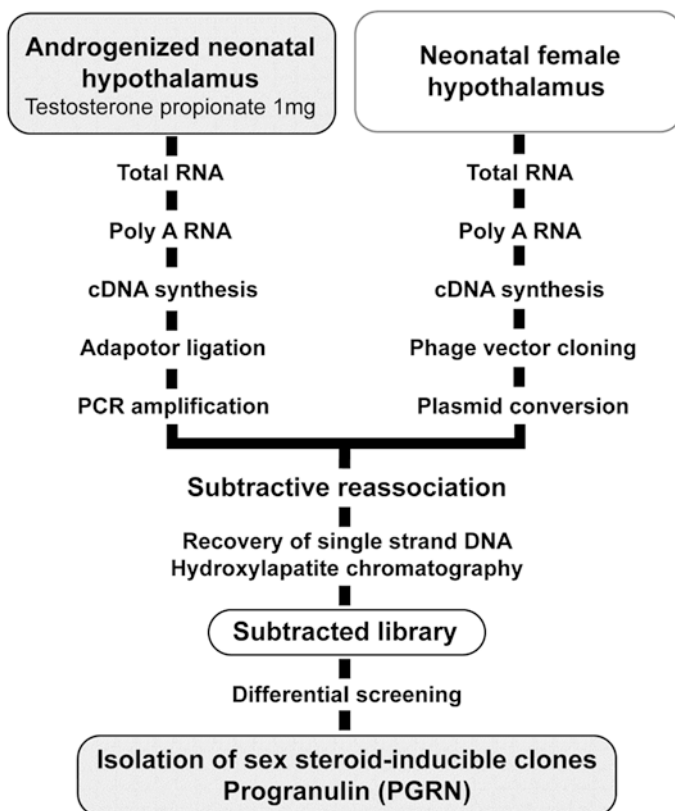 Androgenized neonatal
hypothalamus
Testosterone propionate 1mg
Neonatal female
hypothalamus
Total RNA
Total RNA
Poly A RNA
Poly A RNA
cDNA synthesis
cDNA synthesis
Adapotor ligation
Phage vector cloning
PCR amplification
Plasmid conversion
Subtractive reassociation
Recovery of single strand DNA
Hydroxylapatite chromatography
Subtracted library
Differential screening
Isolation of sex steroid-inducible clones
Progranulin (PGRN)